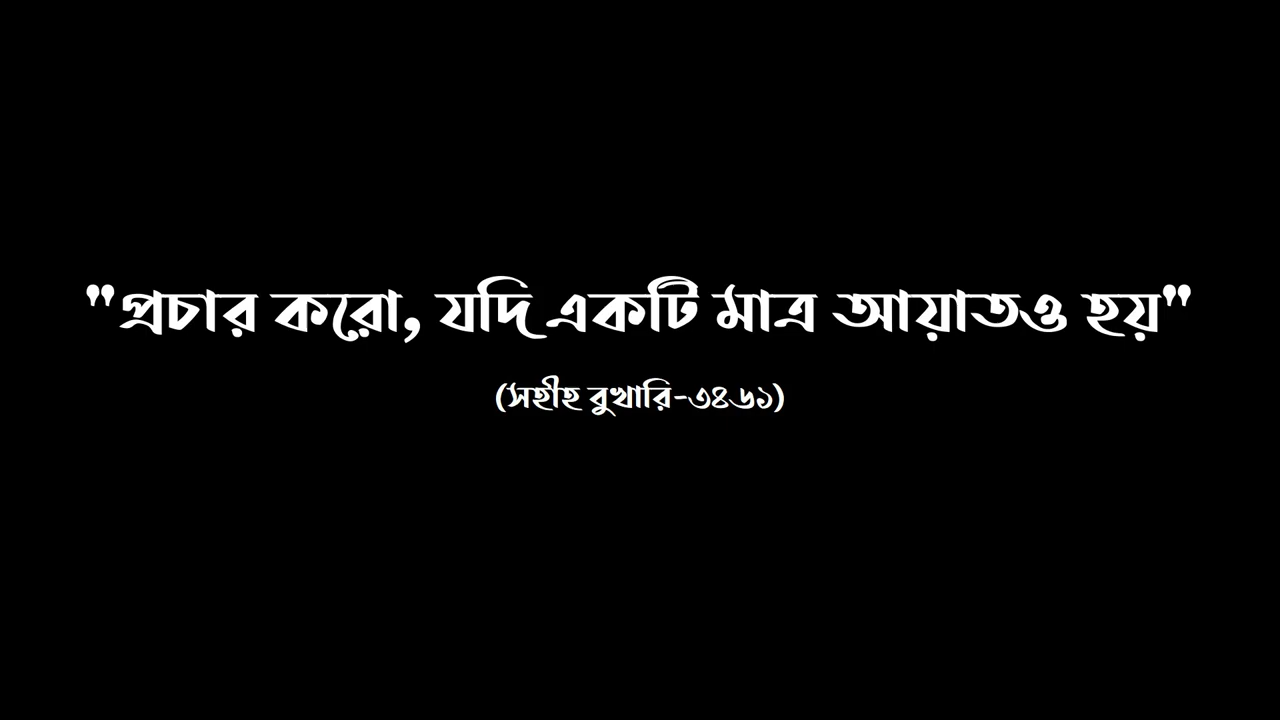 "প্রচার করো, যদি একটি মাত্র আয়াতও হয়"
(সহীহ বুখারি-৩৪৬১)